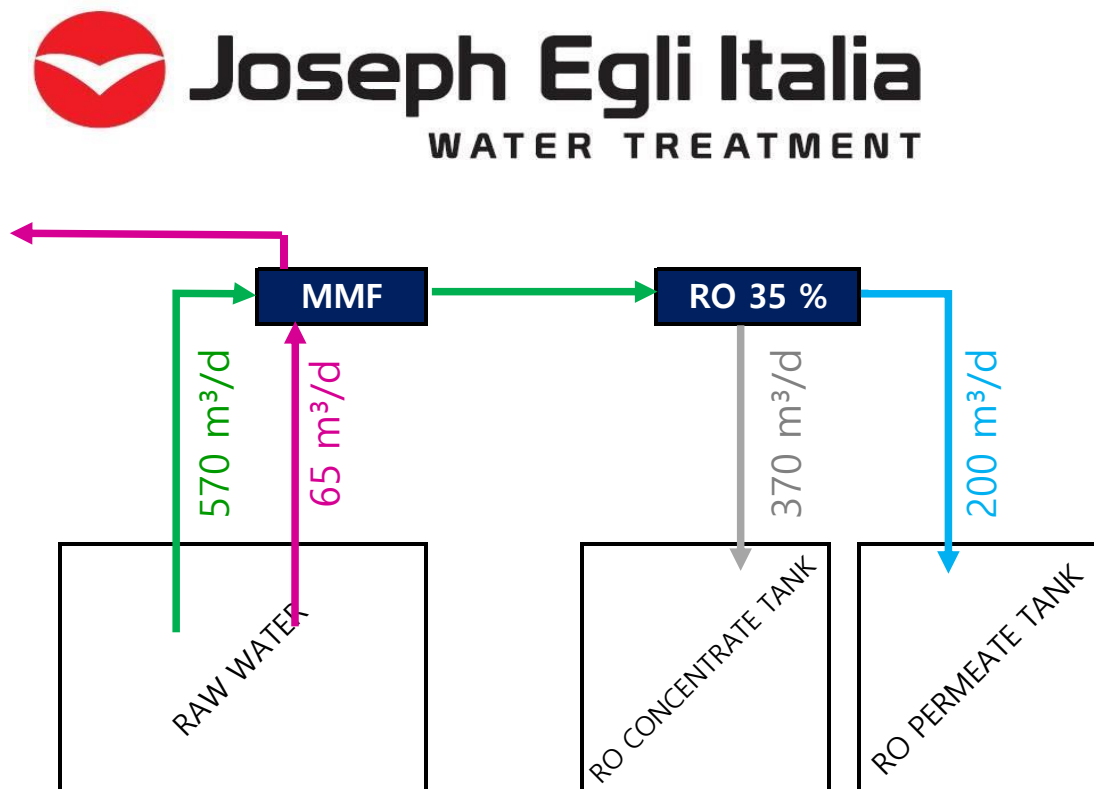 Joseph Egli Italia
WATER TREATMENT
MMF
RO 35 %
570 m³/d
65 m³/d
370 m³/d
200 m³/d
RAW WATER
RO CONCENTRATE TANK
RO PERMEATE TANK